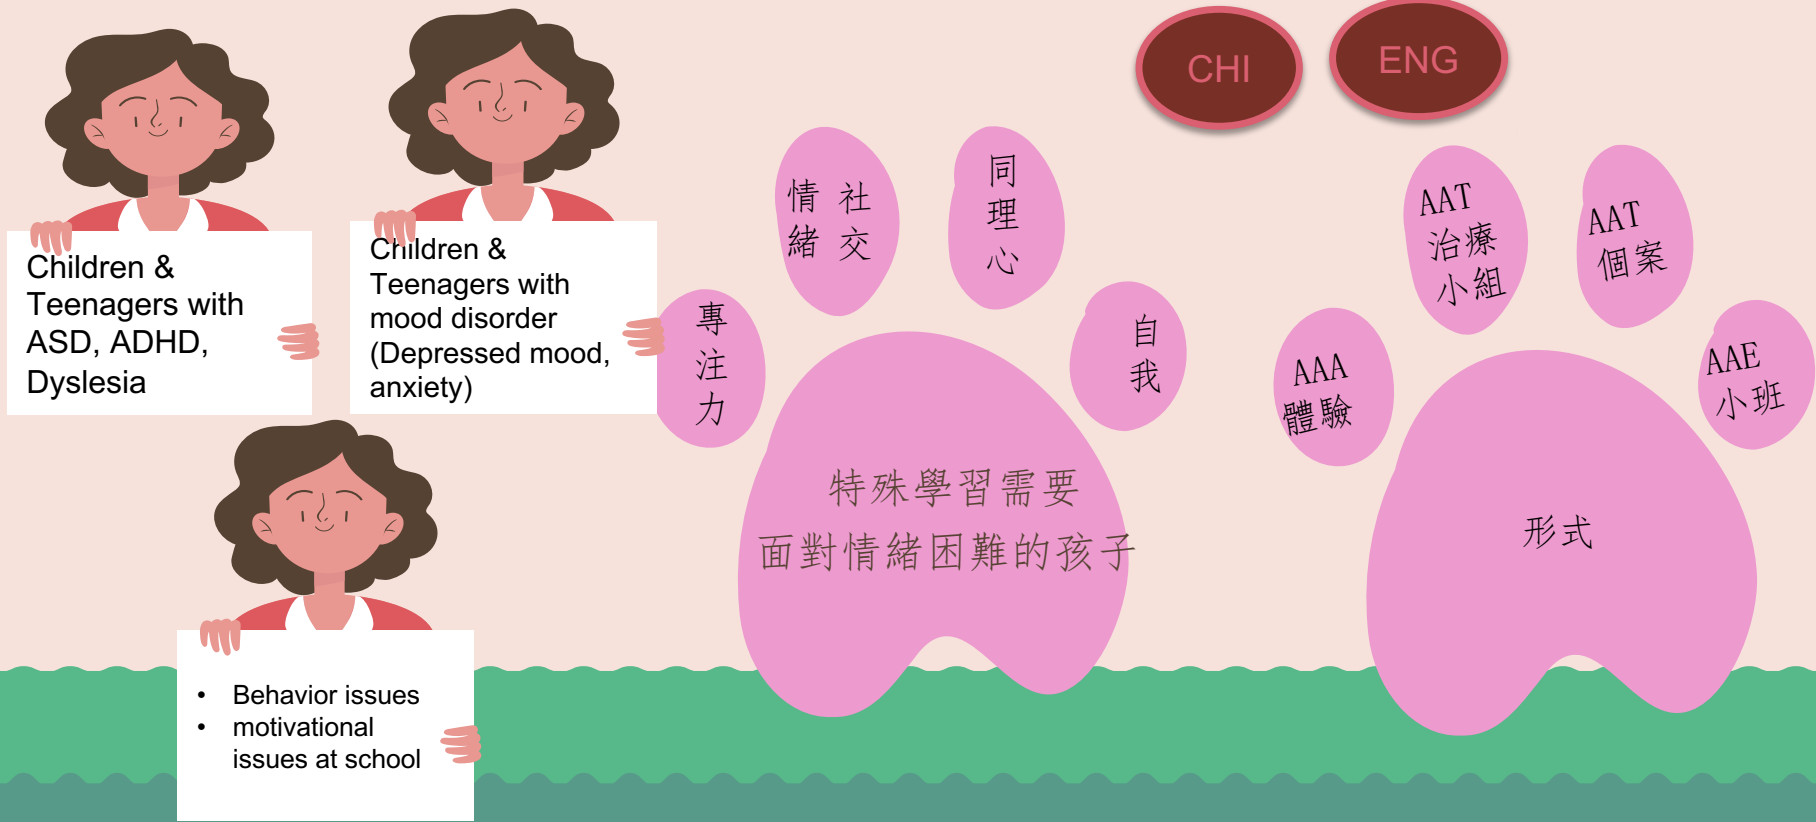 CHI
ENG
Children &
Teenagers with
ASD, ADHD,
Dyslesia
Children &
Teenagers with
mood disorder
(Depressed mood,
anxiety)
• Behavior issues
• motivational
issues at school
專注力
情緒
社交
同理心
自我
特殊學習需要
面對情緒困難的孩子
AAA
體驗
AAT
治療
小組
AAT
個案
AAE
小班
形式